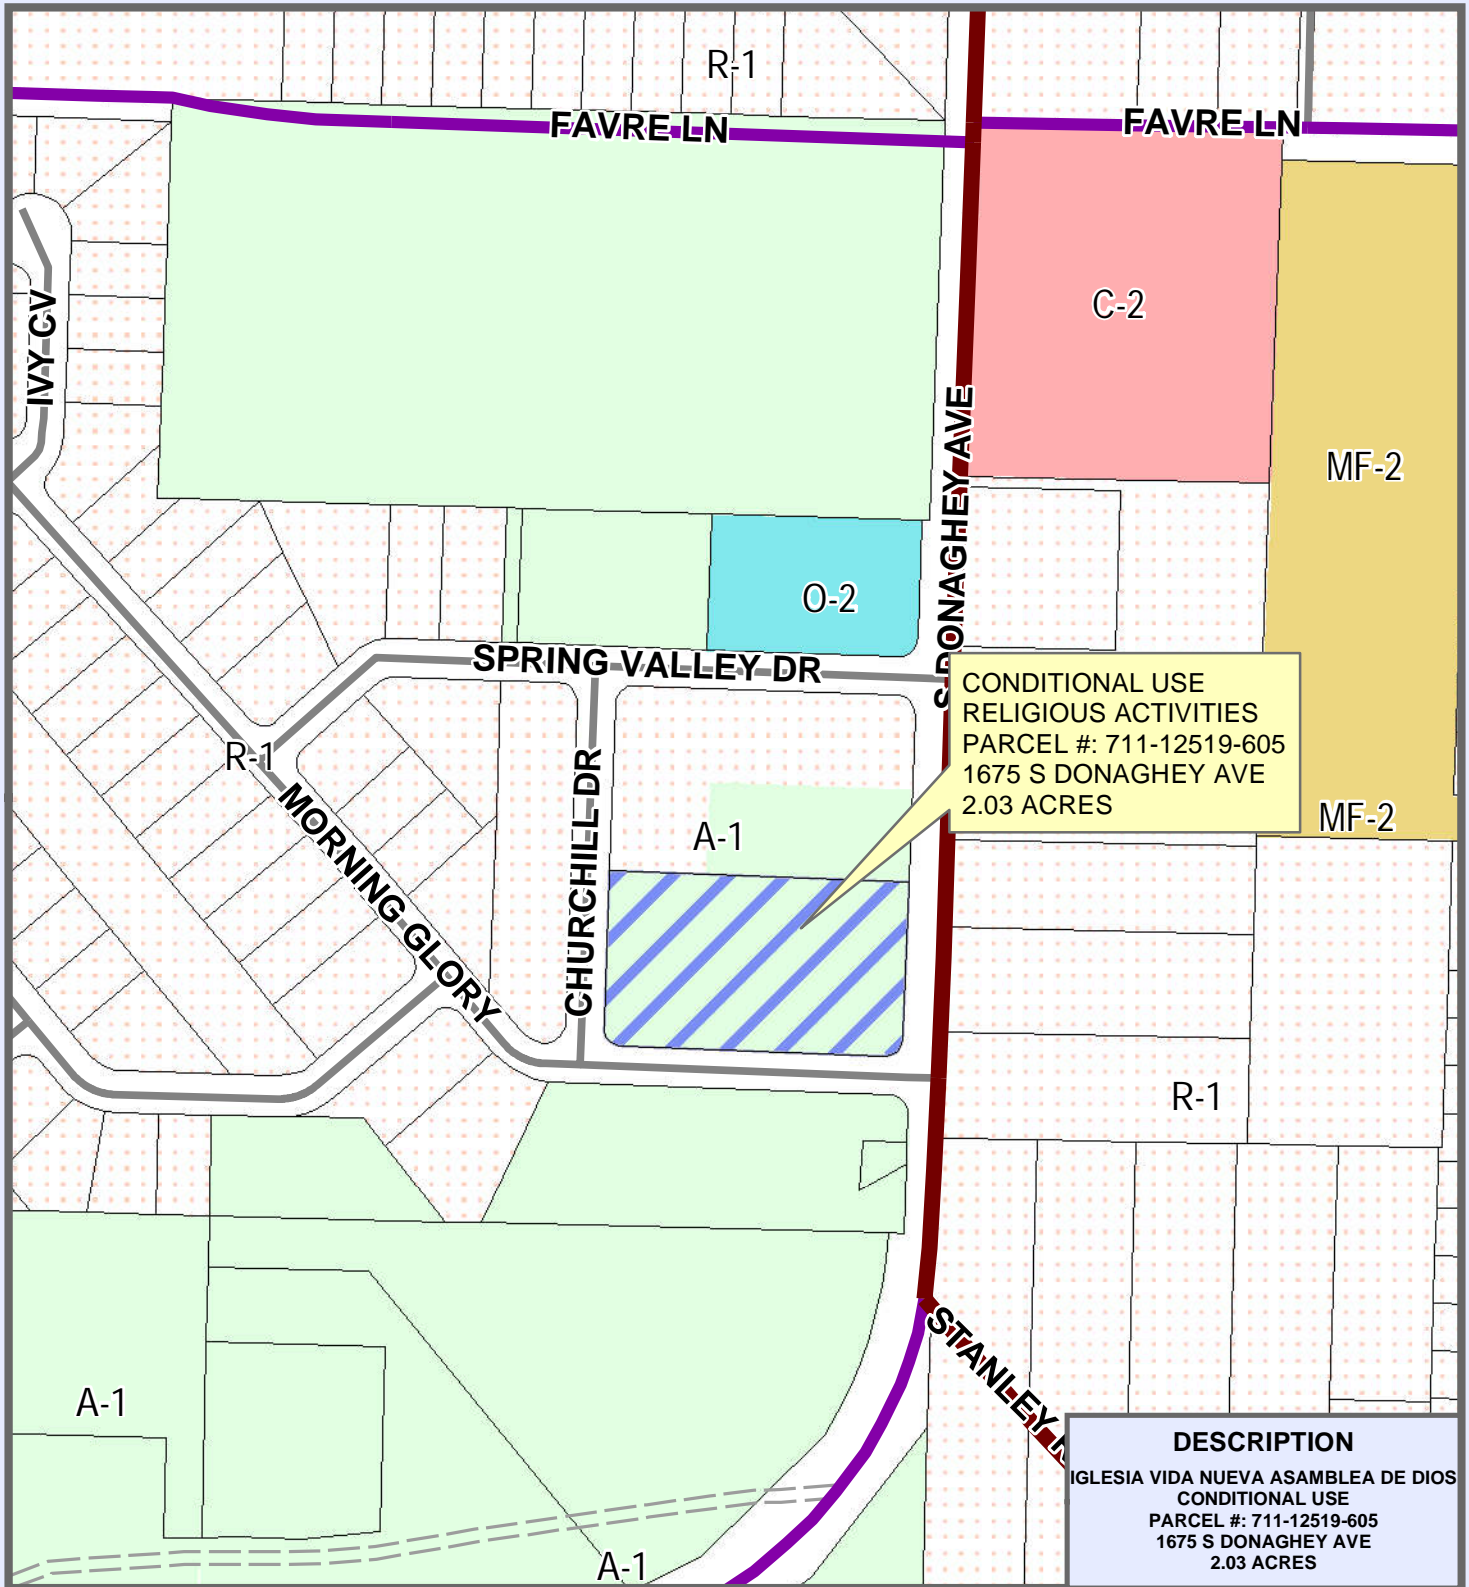 R-1
FAVRE LN
FAVRE LN
C-2
IVY CV
S DONAGHEY AVE
MF-2
O-2
SPRING VALLEY DR
CONDITIONAL USE
RELIGIOUS ACTIVITIES
PARCEL #: 711-12519-605
1675 S DONAGHEY AVE
2.03 ACRES
R-1
MORNING GLORY
CHURCHILL DR
A-1
MF-2
R-1
STANLEY
A-1
A-1
DESCRIPTION
IGLESIA VIDA NUEVA ASAMBLEA DE DIOS
CONDITIONAL USE
PARCEL #: 711-12519-605
1675 S DONAGHEY AVE
2.03 ACRES